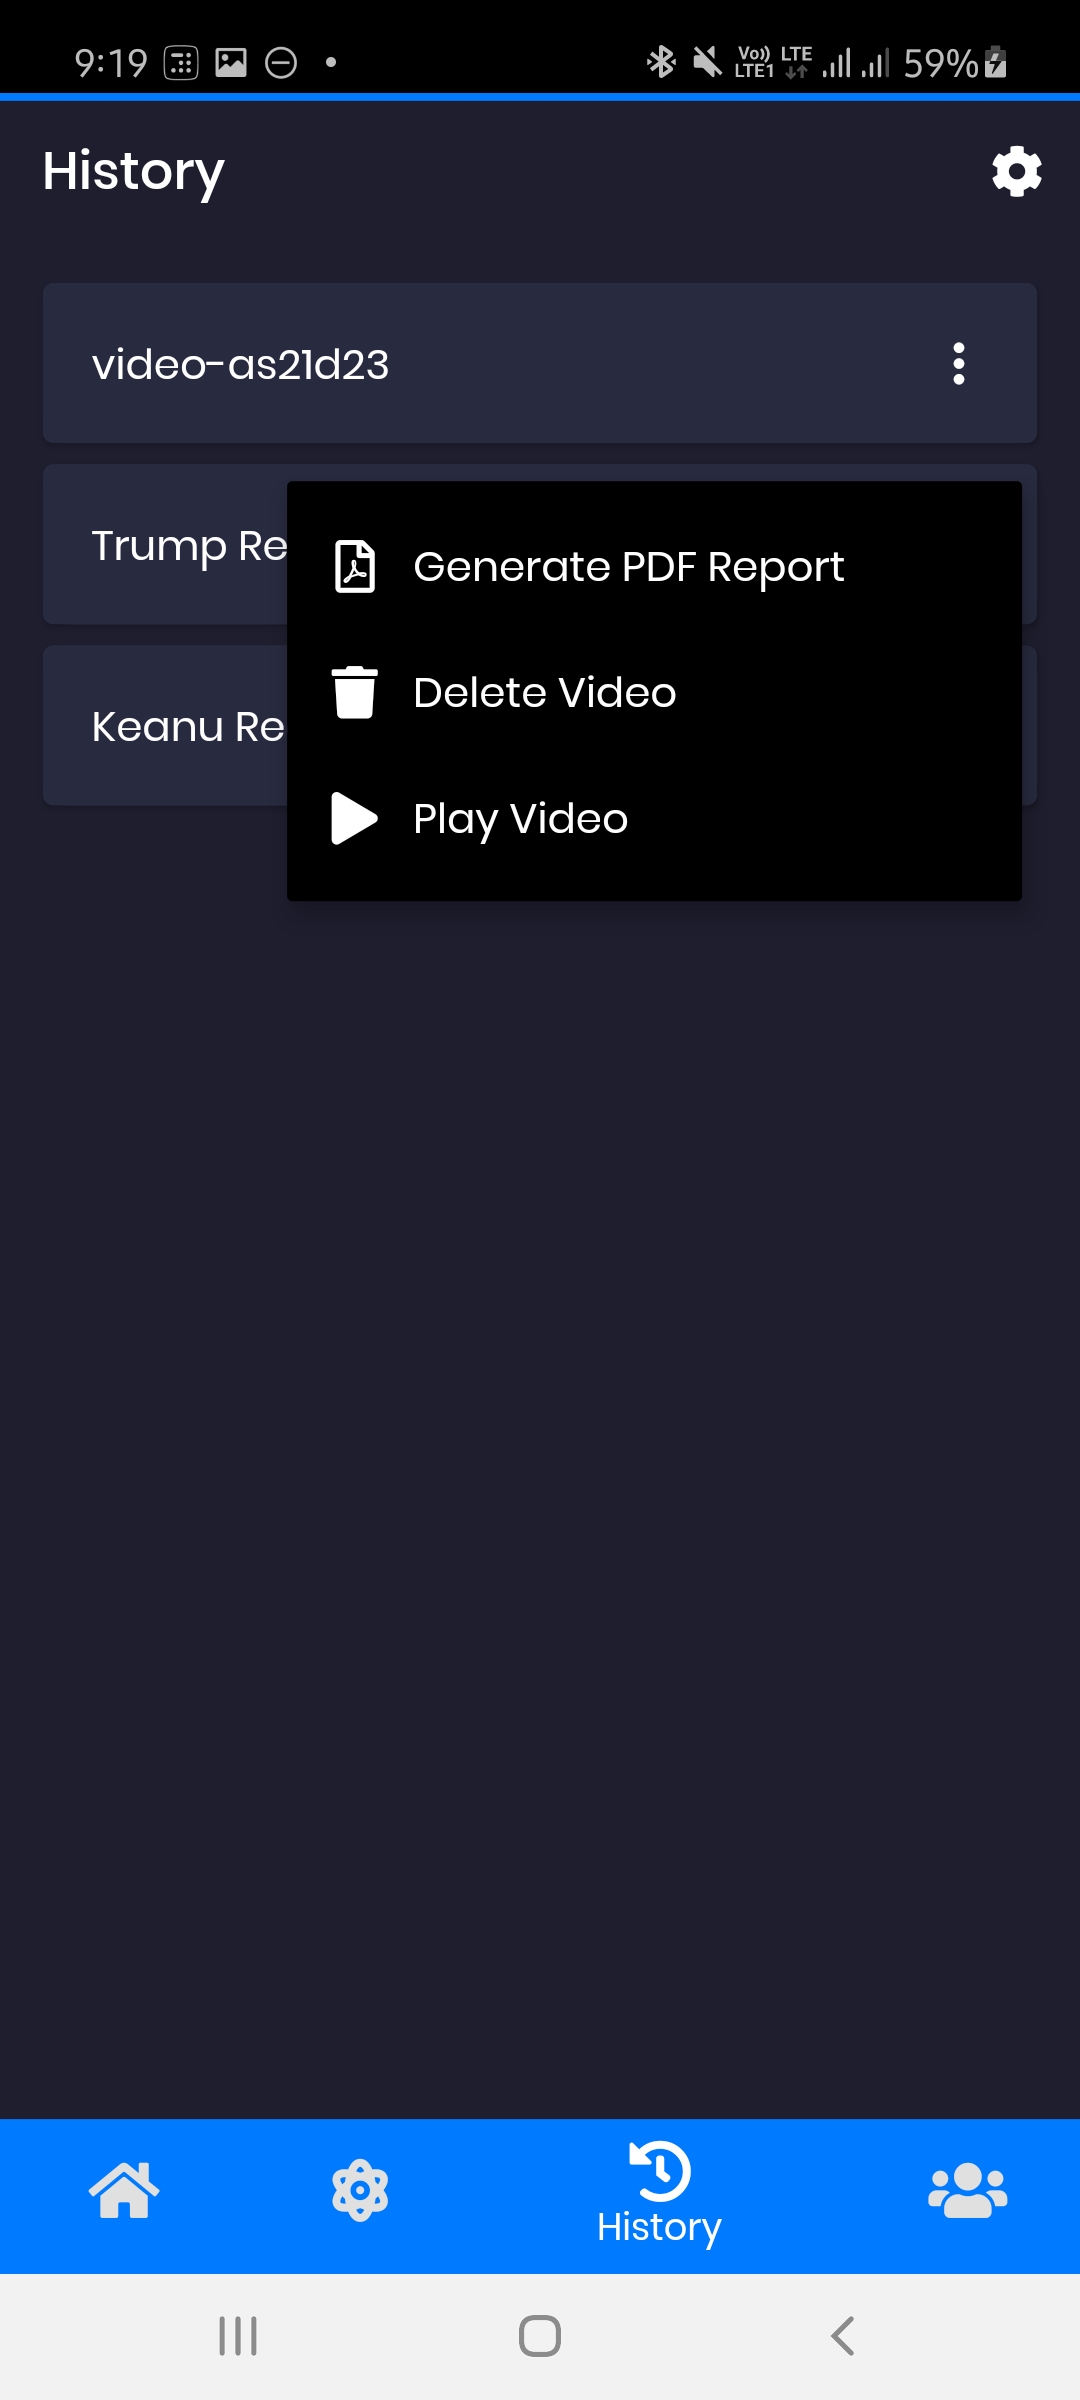 9:19
Vo)) LTE
LTE1
59%
History
video-as21d23
Trump Re
Generate PDF Report
Delete Video
Keanu Re
Play Video
History